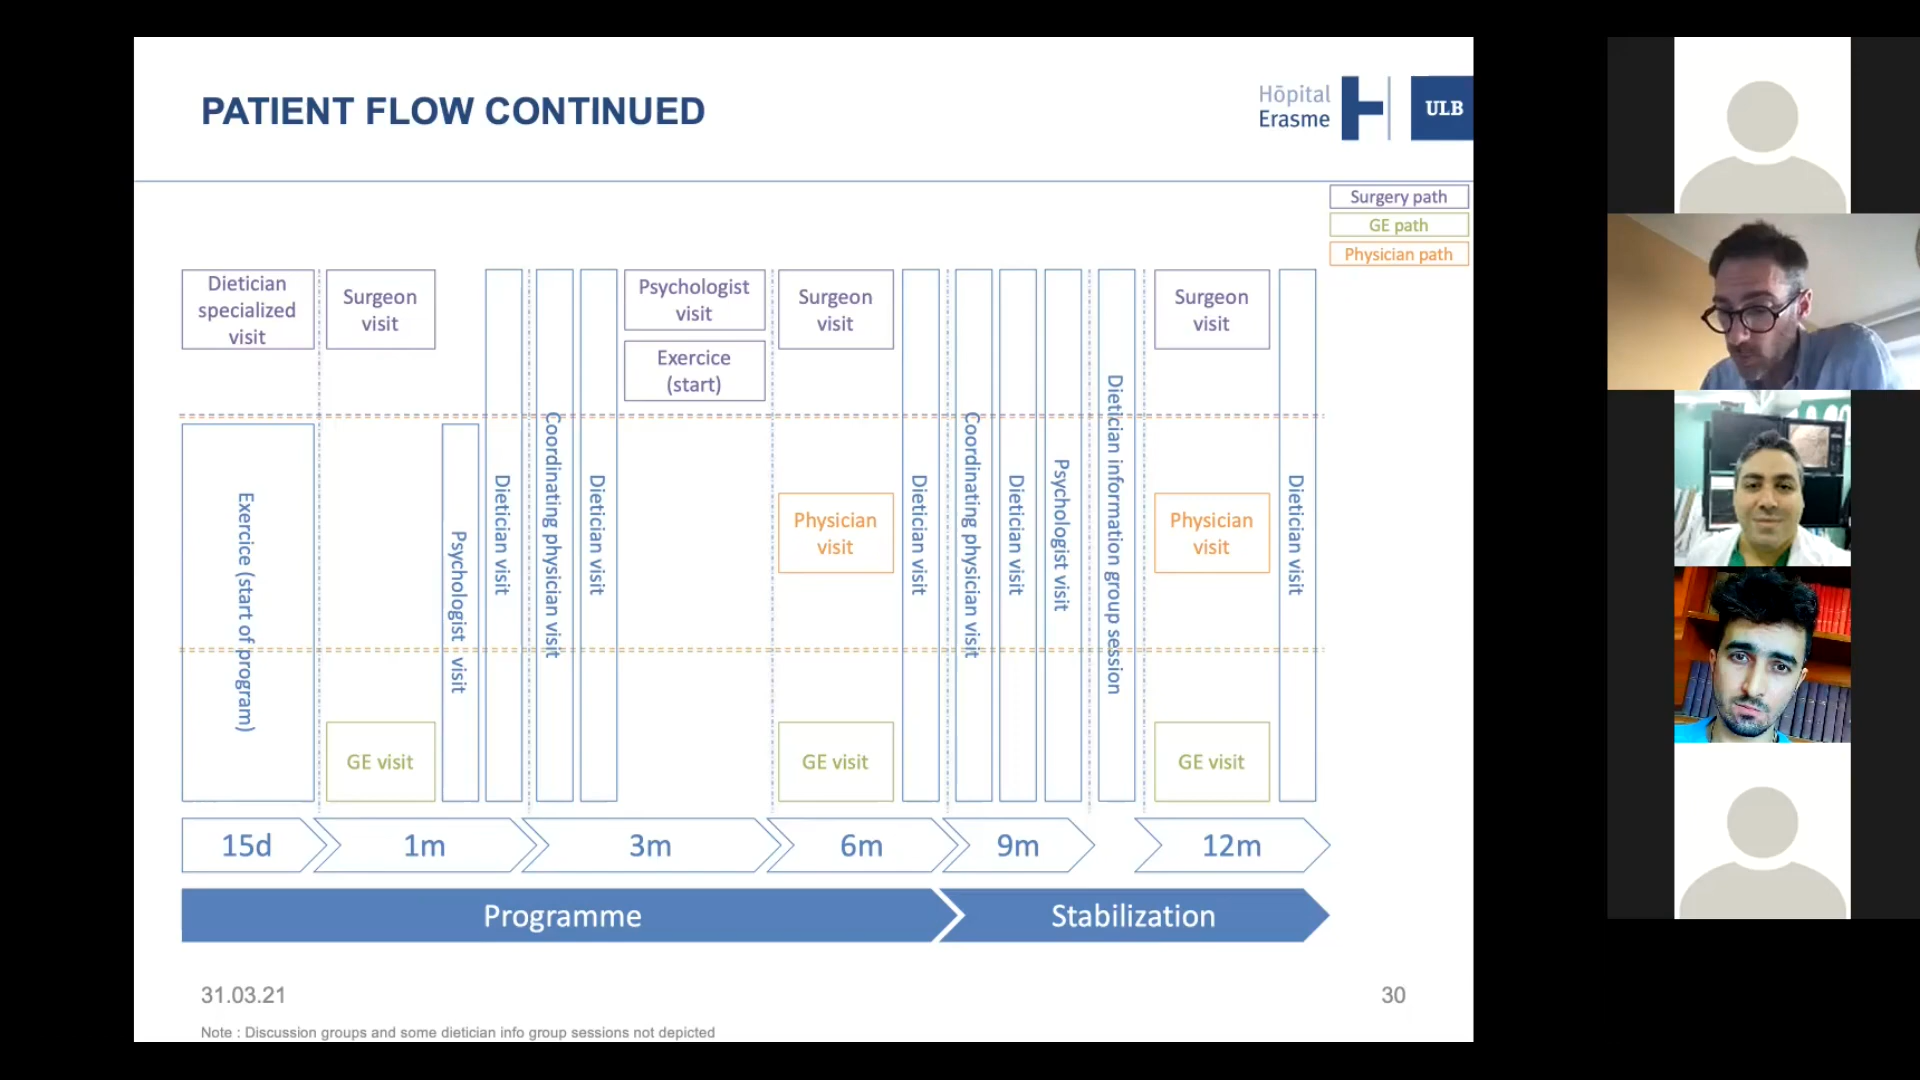 PATIENT FLOW CONTINUED
Hōpital
Erasme
ULB
Surgery path
GE path
Physician path
Dietician
specialized
visit
Surgeon
visit
Psychologist
visit
Exercice
(start)
Surgeon
visit
Surgeon
visit
Exercice (start of program)
Psychologist visit
Dietician visit
Coordinating physician visit
Dietician visit
Physician
visit
Dietician visit
Coordinating physician visit
Dietician visit
Psychologist visit
Dietician information group session
Physician
visit
Dietician visit
GE visit
GE visit
GE visit
15d
1m
3m
6m
9m
12m
Programme
Stabilization
31.03.21
30
Note : Discussion groups and some dietician info group sessions not depicted